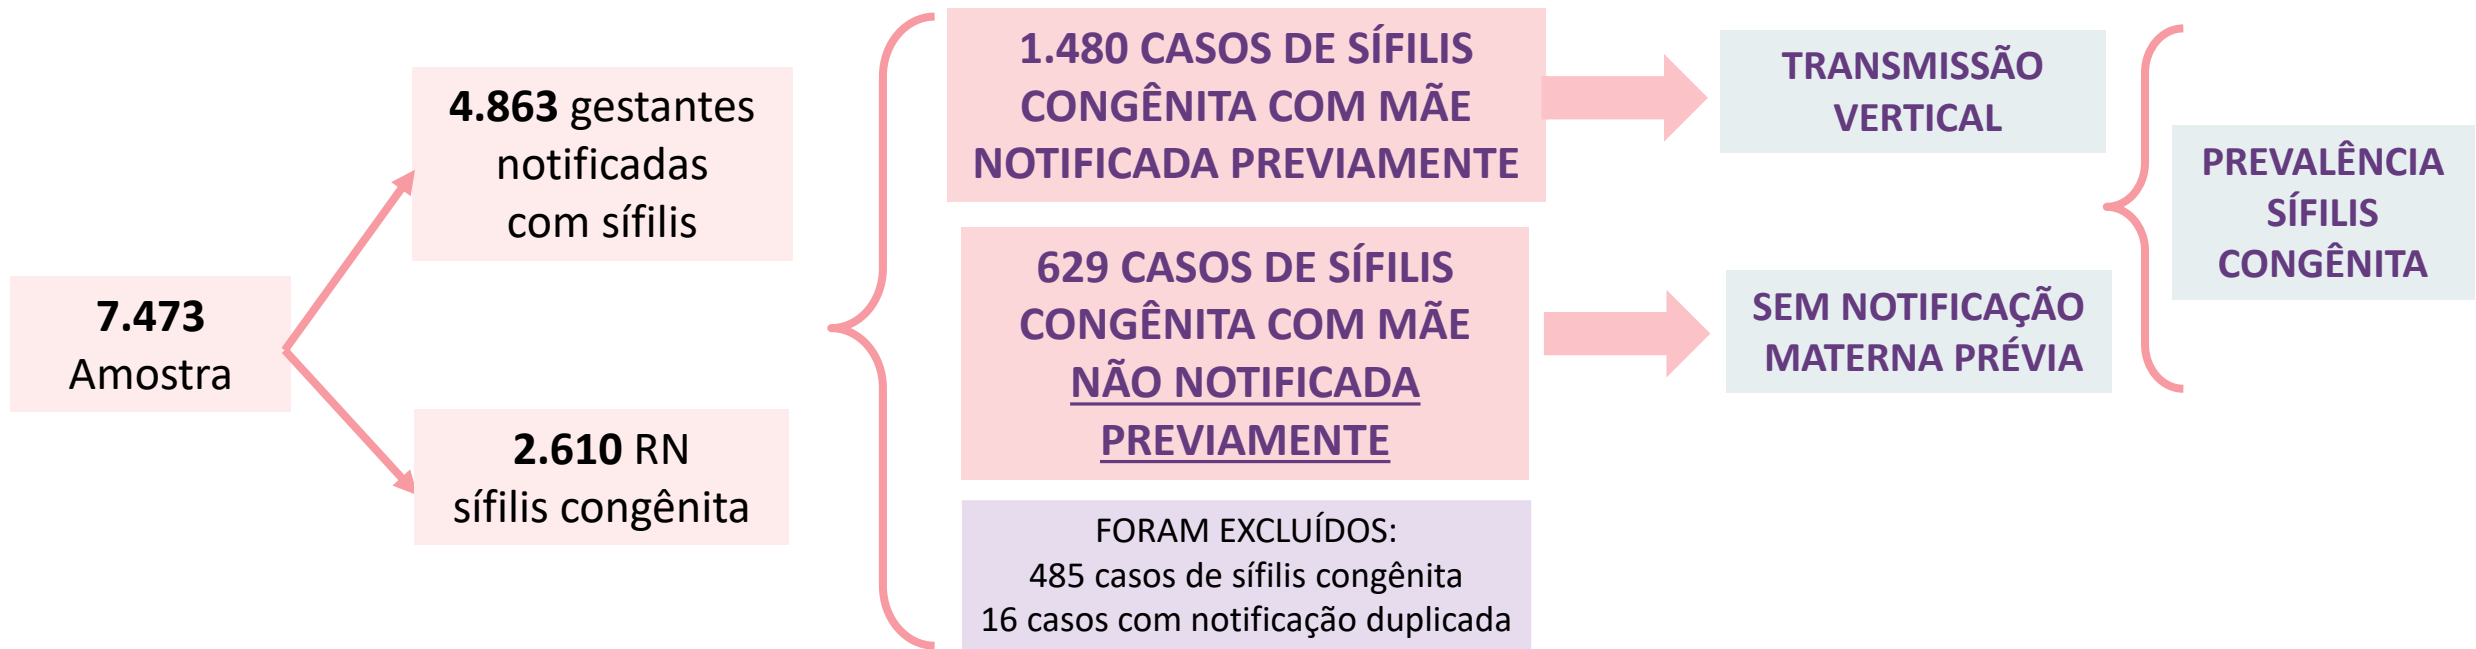 7.473
Amostra
4.863 gestantes
notificadas
com sífilis
2.610 RN
sífilis congênita
1.480 CASOS DE SÍFILIS
CONGÊNITA COM MÃE
NOTIFICADA PREVIAMENTE
629 CASOS DE SÍFILIS
CONGÊNITA COM MÃE
NÃO NOTIFICADA
PREVIAMENTE
FORAM EXCLUÍDOS:
485 casos de sífilis congênita
16 casos com notificação duplicada
TRANSMISSÃO
VERTICAL
SEM NOTIFICAÇÃO
MATERNA PRÉVIA
PREVALÊNCIA
SÍFILIS
CONGÊNITA